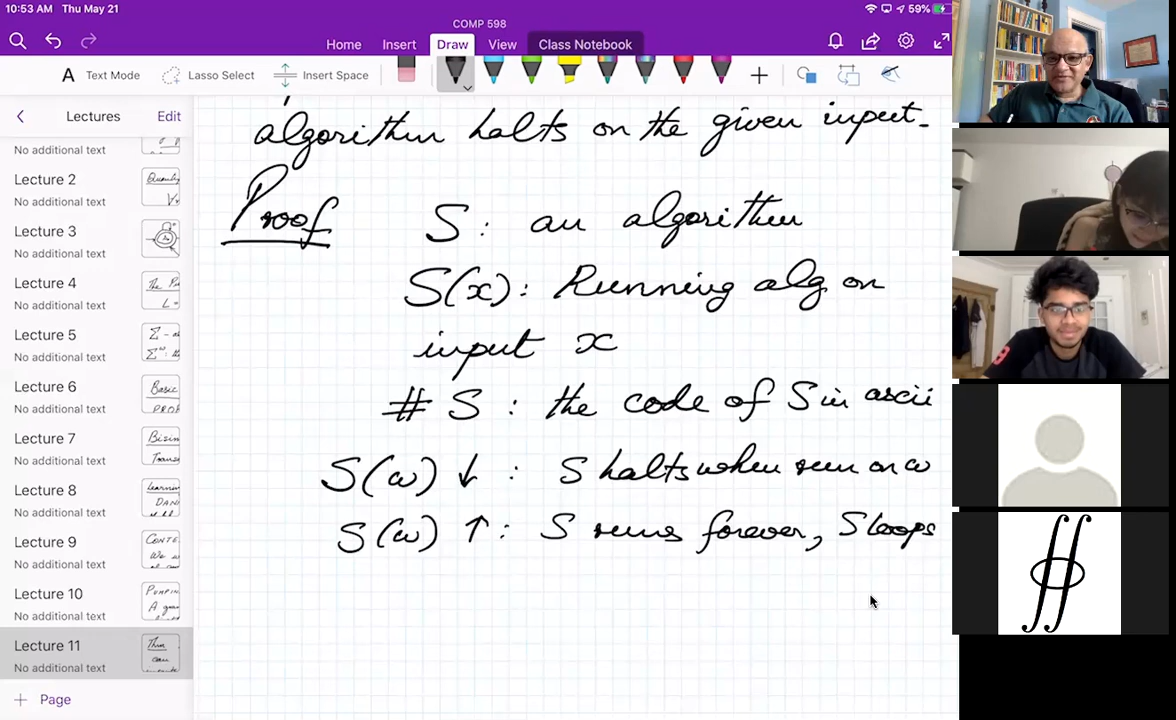 10:53 AM Thu May 21
59%
COMP 598
Home Insert Draw View Class Notebook
A Text Mode Lasso Select Insert Space
Lectures Edit
No additional text
Lecture 2
No additional text
Lecture 3
No additional text
Lecture 4
No additional text
Lecture 5
No additional text
Lecture 6
No additional text
Lecture 7
No additional text
Lecture 8
No additional text
Lecture 9
No additional text
Lecture 10
No additional text
Lecture 11
No additional text
+ Page
algorithm halts on the given input.
Proof S : an algorithm
S(x) : Running alg on
input x
# S : the code of S in ascii
S(w) ↓ : S halts when run on w
S(w) ↑ : S runs forever, S loops
∯